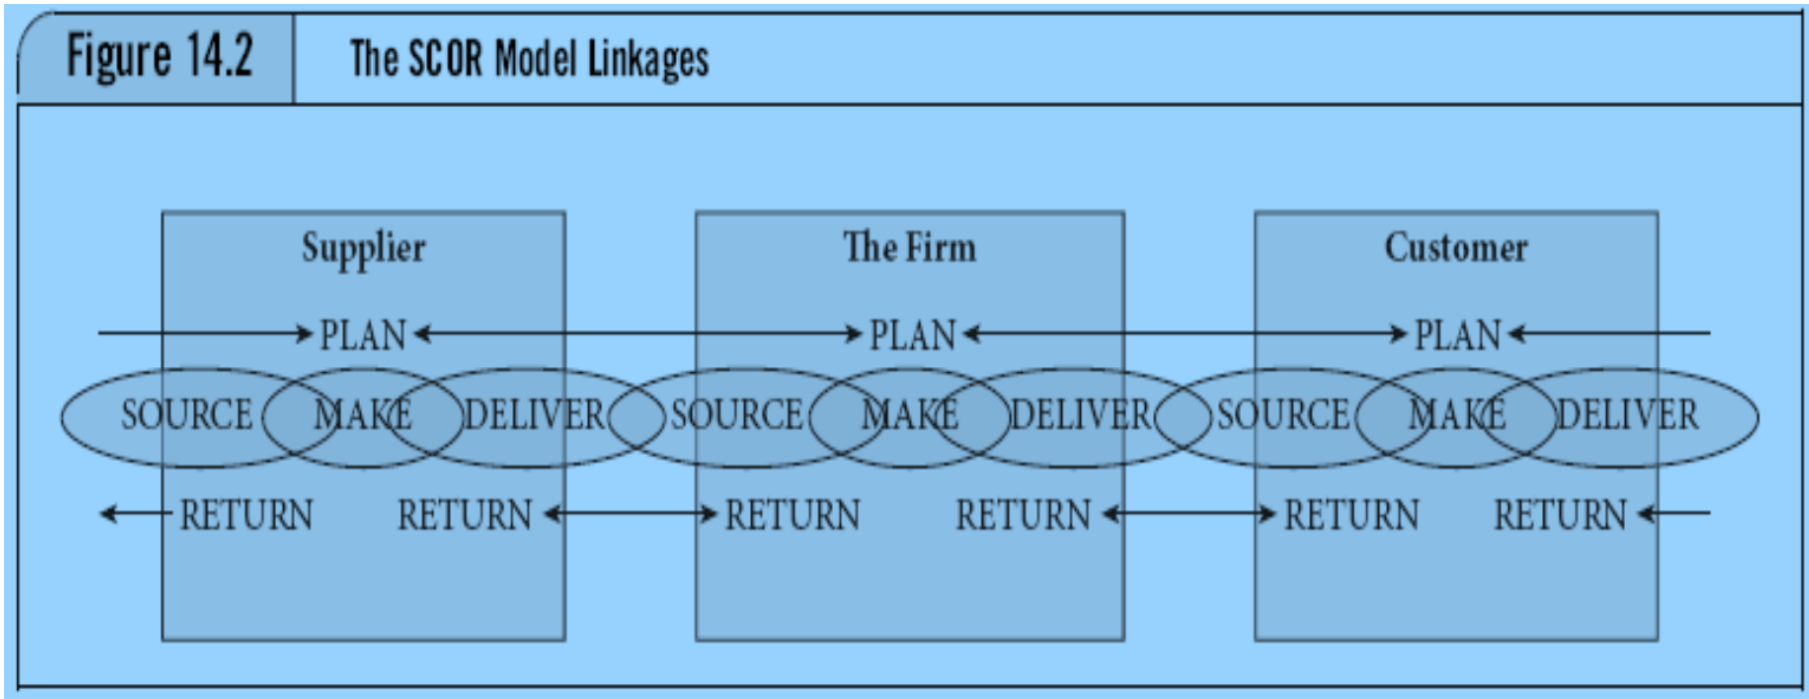 Figure 14.2 The SCOR Model Linkages
Supplier The Firm Customer
PLAN PLAN PLAN
SOURCE MAKE DELIVER SOURCE MAKE DELIVER SOURCE MAKE DELIVER
RETURN RETURN RETURN RETURN RETURN RETURN